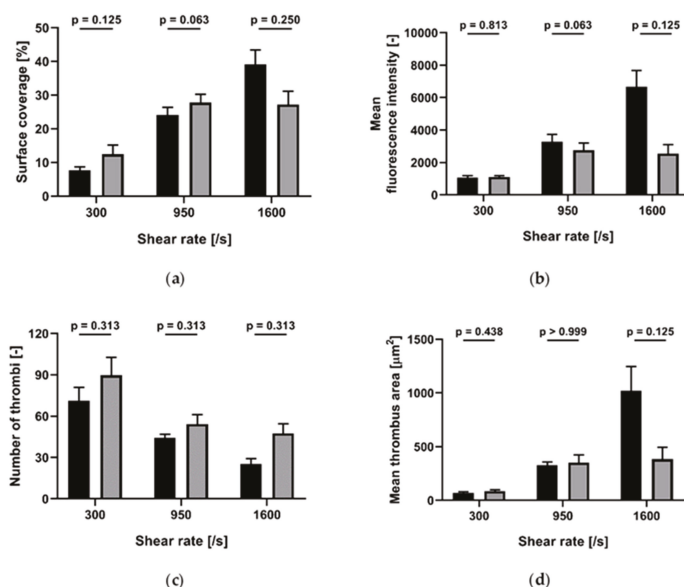 p = 0.125 p = 0.063 p = 0.250
Surface coverage [%]
50
40
30
20
10
0
300 950 1600
Shear rate [/s]
(a)
p = 0.813 p = 0.063 p = 0.125
Mean
fluorescence intensity [-]
10000
8000
6000
4000
2000
0
300 950 1600
Shear rate [/s]
(b)
p = 0.313 p = 0.313 p = 0.313
Number of thrombi [-]
120
90
60
30
0
300 950 1600
Shear rate [/s]
(c)
p = 0.438 p > 0.999 p = 0.125
Mean thrombus area [µm²]
1500
1000
500
0
300 950 1600
Shear rate [/s]
(d)